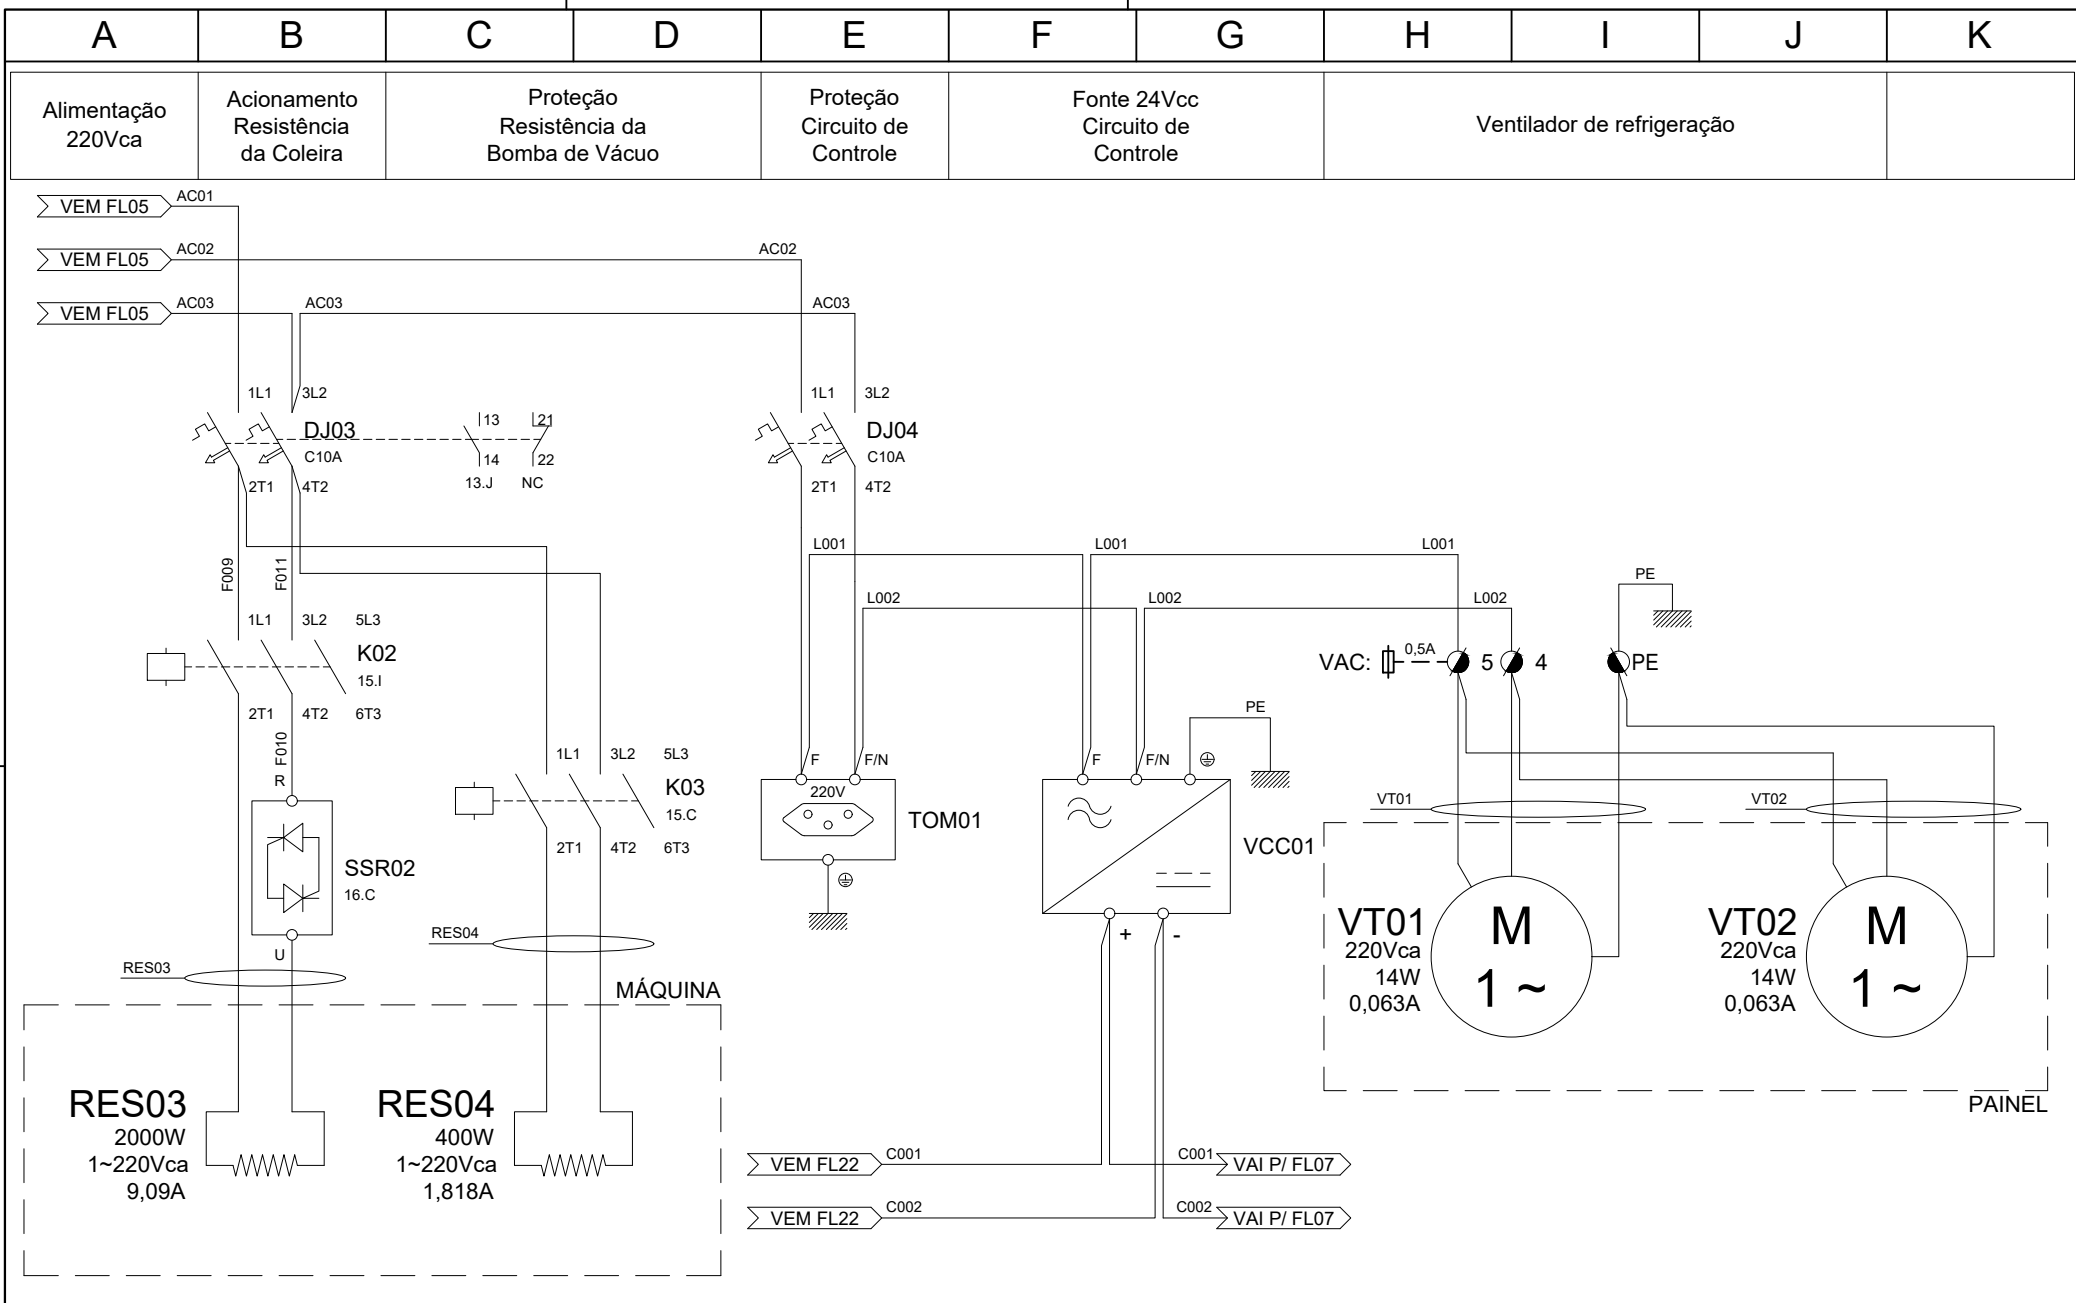 A B C D E F G H I J K
Alimentação
220Vca
Acionamento
Resistência
da Coleira
Proteção
Resistência da
Bomba de Vácuo
Proteção
Circuito de
Controle
Fonte 24Vcc
Circuito de
Controle
Ventilador de refrigeração
VEM FL05 AC01
VEM FL05 AC02 AC02
VEM FL05 AC03 AC03 AC03
1L1 3L2
DJ03
C10A
2T1 4T2
13 21
14 22
13.J NC
1L1 3L2
DJ04
C10A
2T1 4T2
F009 F011
L001 L001 L001
L002 L002 L002
PE
1L1 3L2 5L3
K02
15.I
2T1 4T2 6T3
F010
R
SSR02
16.C
U
1L1 3L2 5L3
K03
15.C
2T1 4T2 6T3
F F/N
220V
TOM01
F F/N
PE
VCC01
+ -
VAC: 0,5A 5 4 PE
VT01
VT02
RES03
RES04
MÁQUINA
RES03
2000W
1~220Vca
9,09A
RES04
400W
1~220Vca
1,818A
VT01
220Vca
14W
0,063A
M
1 ~
VT02
220Vca
14W
0,063A
M
1 ~
PAINEL
VEM FL22 C001 C001 VAI P/ FL07
VEM FL22 C002 C002 VAI P/ FL07